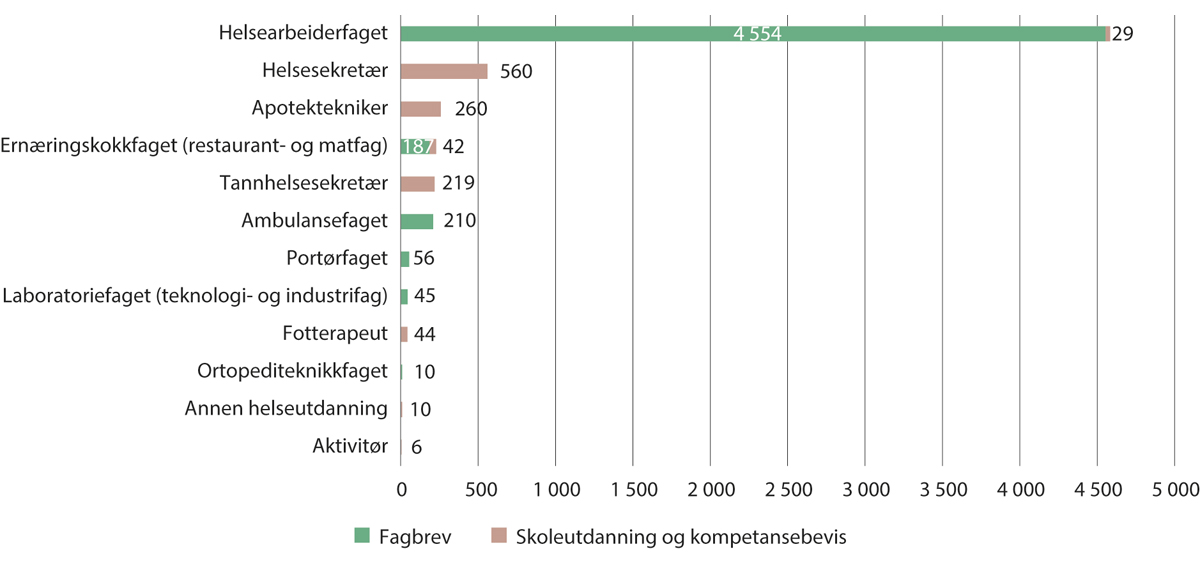 Helsearbeiderfaget 4 554 29
Helsesekretær 560
Apotektekniker 260
Ernæringskokkfaget (restaurant- og matfag) 187 42
Tannhelsesekretær 219
Ambulansefaget 210
Portørfaget 56
Laboratoriefaget (teknologi- og industrifag) 45
Fotterapeut 44
Ortopediteknikkfaget 10
Annen helseutdanning 10
Aktivitør 6
0 500 1 000 1 500 2 000 2 500 3 000 3 500 4 000 4 500 5 000
Fagbrev Skoleutdanning og kompetansebevis